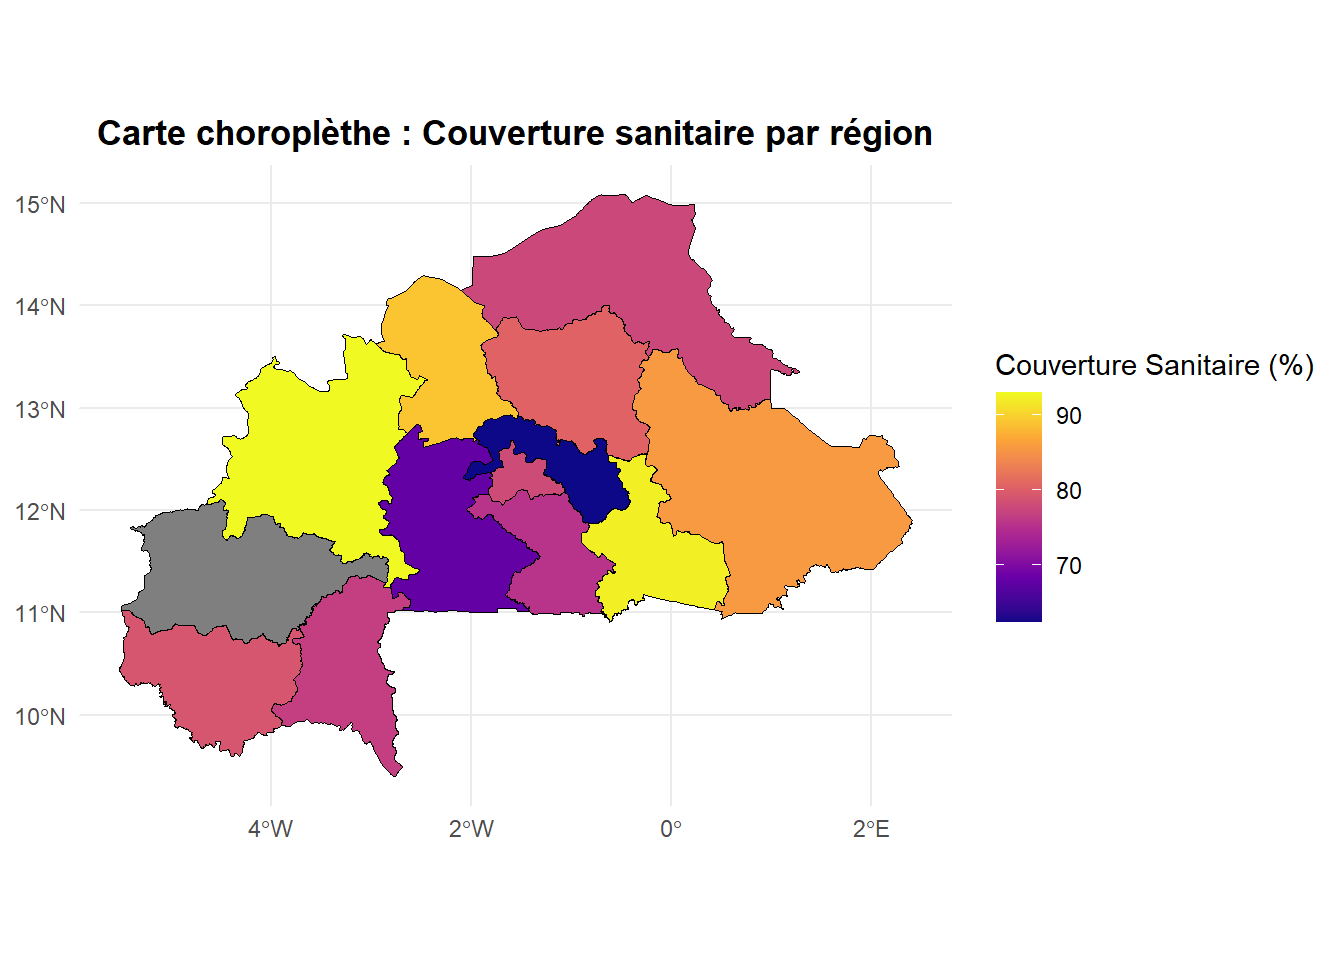 Carte choroplèthe : Couverture sanitaire par région
15°N
14°N
13°N
12°N
11°N
10°N
4°W
2°W
0°
2°E
Couverture Sanitaire (%)
90
80
70